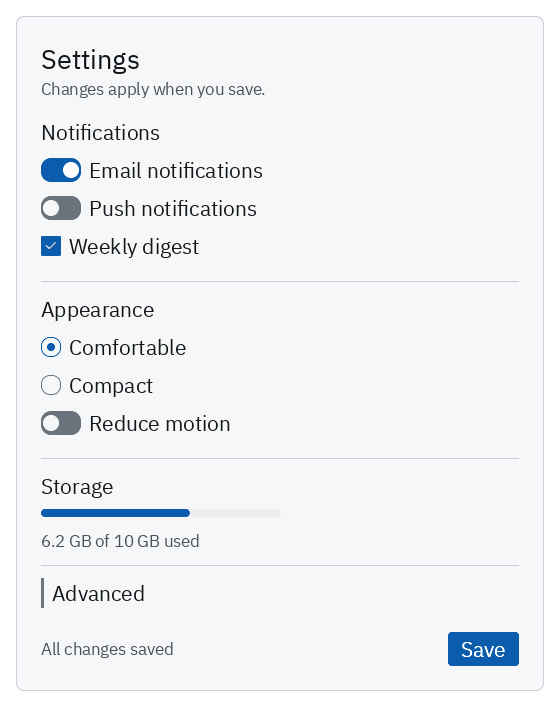 Settings
Changes apply when you save.
Notifications
Email notifications
Push notifications
Weekly digest
Appearance
Comfortable
Compact
Reduce motion
Storage
6.2 GB of 10 GB used
Advanced
All changes saved
Save